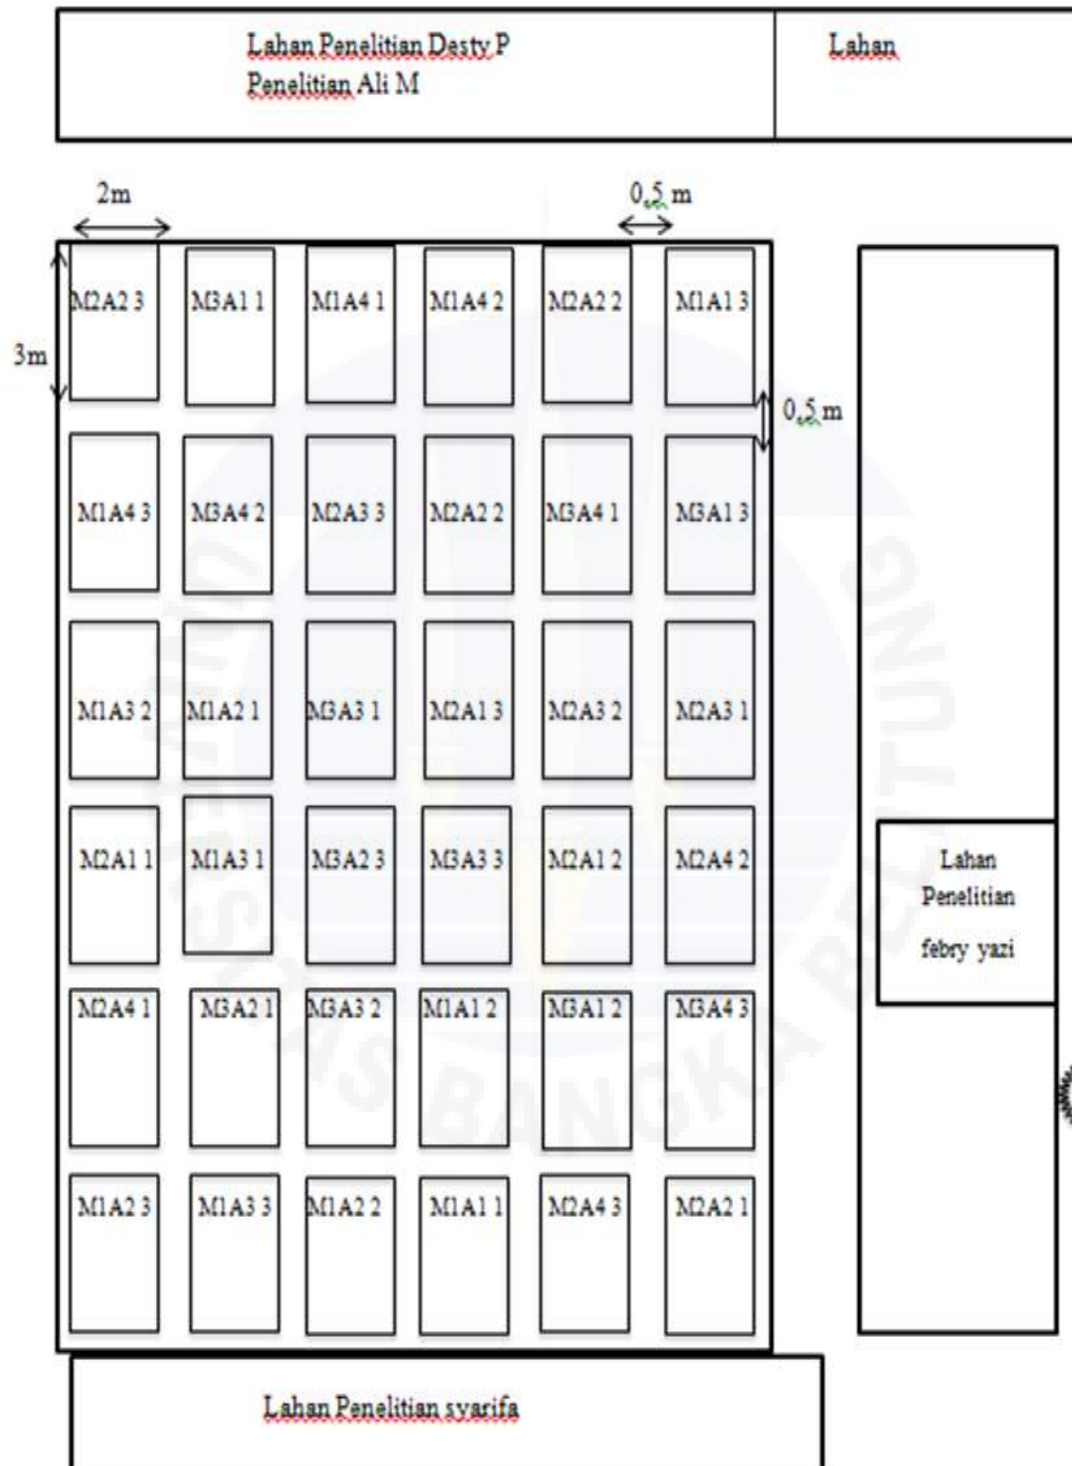 Lahan Penelitian Desty P
Lahan
Penelitian Ali M
2m
0,5 m
M2A2 3 M3A1 1 M1A4 1 M1A4 2 M2A2 2 M1A1 3
3m
0,5 m
M1A4 3 M3A4 2 M2A3 3 M2A2 2 M3A4 1 M3A1 3
M1A3 2 M1A2 1 M3A3 1 M2A1 3 M2A3 2 M2A3 1
M2A1 1 M1A3 1 M3A2 3 M3A3 3 M2A1 2 M2A4 2
Lahan
Penelitian
febry yazi
M2A4 1 M3A2 1 M3A3 2 M1A1 2 M3A1 2 M3A4 3
M1A2 3 M1A3 3 M1A2 2 M1A1 1 M2A4 3 M2A2 1
Lahan Penelitian syarifa
UNIVERSITAS BANGKA BELITUNG